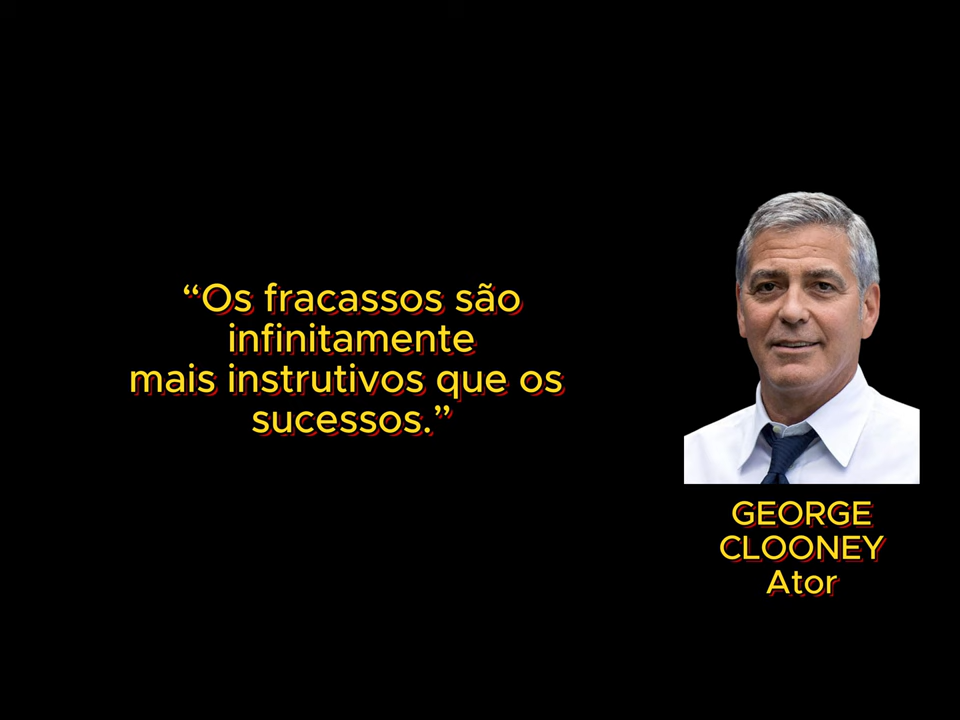 “Os fracassos são
infinitamente
mais instrutivos que os
sucessos.”
GEORGE
CLOONEY
Ator